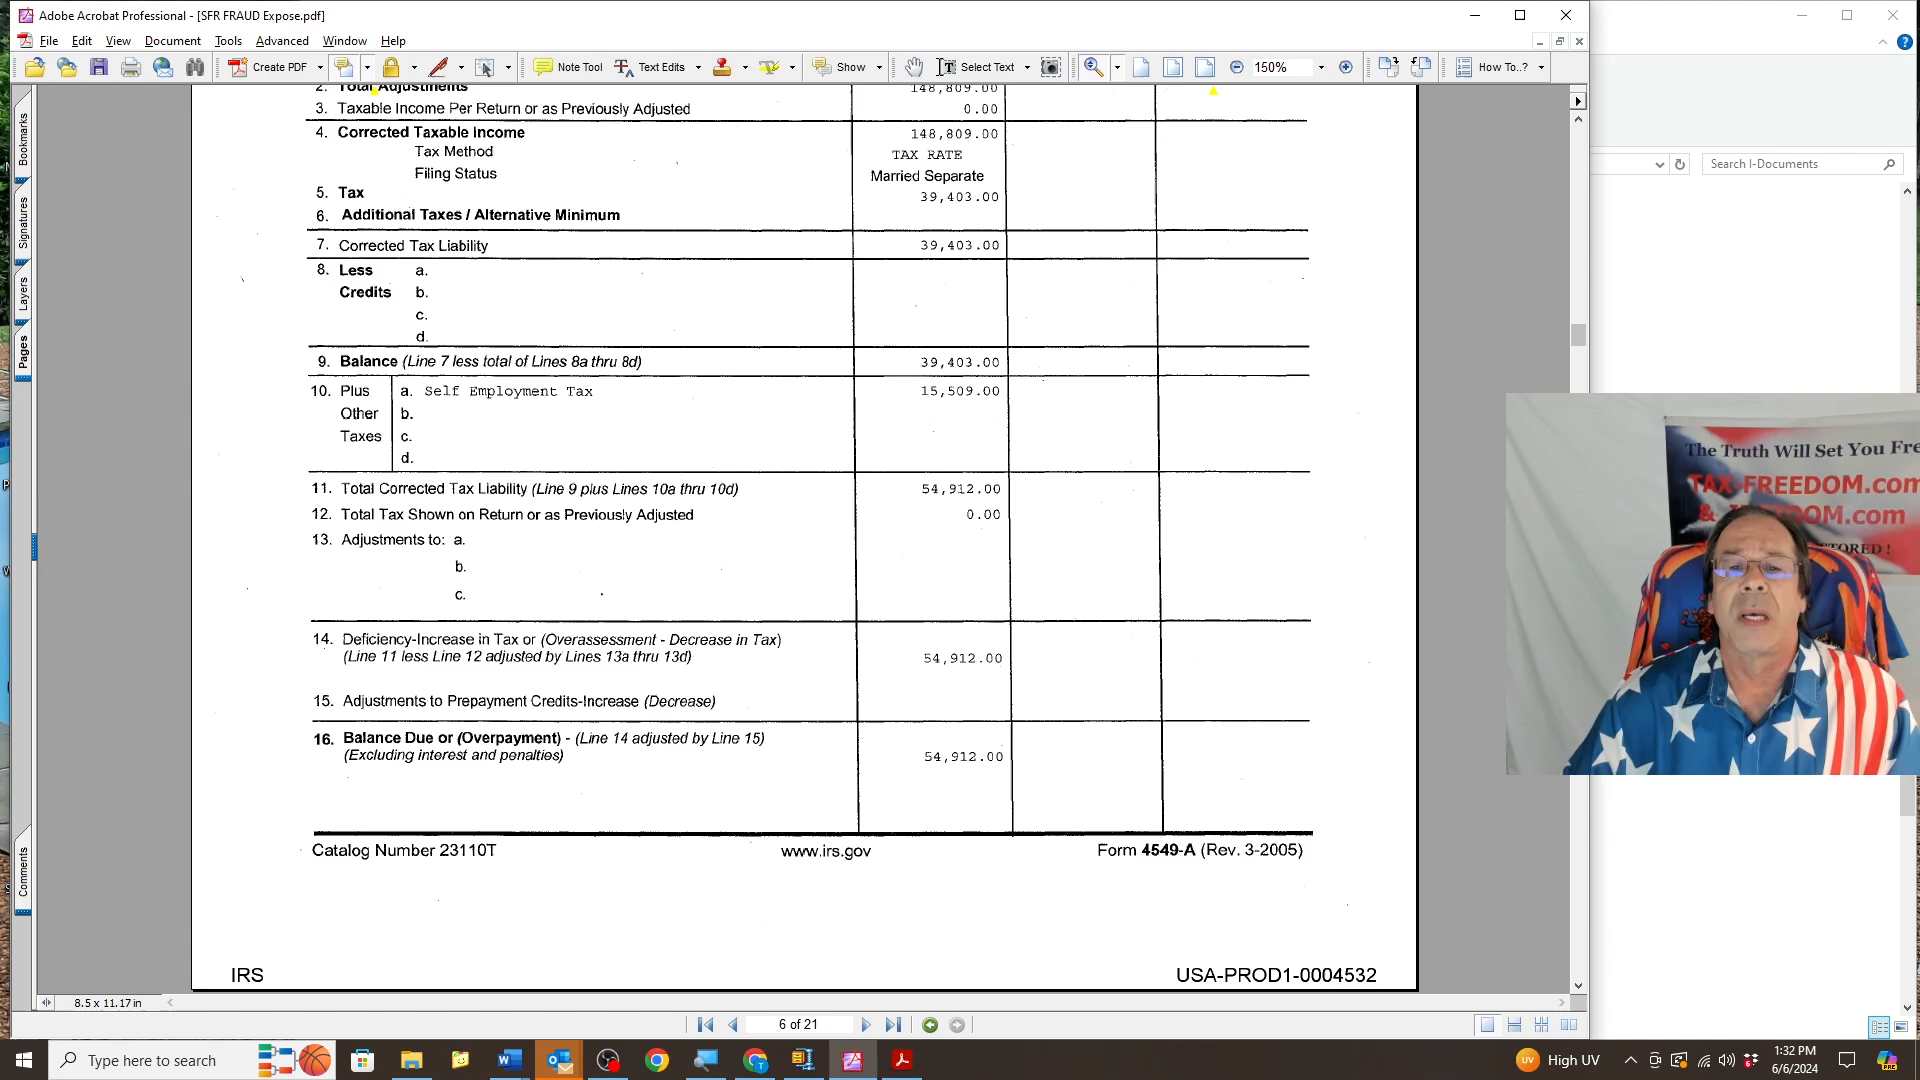 Adobe Acrobat Professional - [SFR FRAUD Expose.pdf]
File Edit View Document Tools Advanced Window Help
Create PDF Note Tool Text Edits Show Select Text 150% How To..?
Bookmarks
Signatures
Layers
Pages
Comments
Search I-Documents
2. Total Adjustments 148,809.00
3. Taxable Income Per Return or as Previously Adjusted 0.00
4. Corrected Taxable Income 148,809.00
Tax Method TAX RATE
Filing Status Married Separate
5. Tax 39,403.00
6. Additional Taxes / Alternative Minimum
7. Corrected Tax Liability 39,403.00
8. Less a.
Credits b.
c.
d.
9. Balance (Line 7 less total of Lines 8a thru 8d) 39,403.00
10. Plus a. Self Employment Tax 15,509.00
Other b.
Taxes c.
d.
11. Total Corrected Tax Liability (Line 9 plus Lines 10a thru 10d) 54,912.00
12. Total Tax Shown on Return or as Previously Adjusted 0.00
13. Adjustments to: a.
b.
c.
14. Deficiency-Increase in Tax or (Overassessment - Decrease in Tax)
(Line 11 less Line 12 adjusted by Lines 13a thru 13d) 54,912.00
15. Adjustments to Prepayment Credits-Increase (Decrease)
16. Balance Due or (Overpayment) - (Line 14 adjusted by Line 15)
(Excluding interest and penalties) 54,912.00
Catalog Number 23110T www.irs.gov Form 4549-A (Rev. 3-2005)
IRS USA-PROD1-0004532
The Truth Will Set You Fre
TAX-FREEDOM.com
&
DOM.com
TORED !
8.5 x 11.17 in
6 of 21
Type here to search
High UV
1:32 PM
6/6/2024